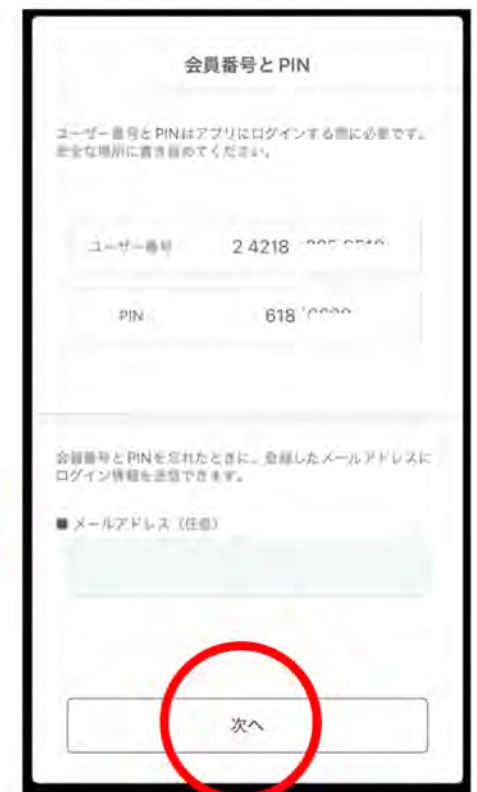 会員番号と PIN
ユーザー番号と PINはアプリにログインする際に必要です。
安全な場所に書き留めてください。
ユーザー番号 2 4218
PIN 618
会員番号と PINを忘れたときに、登録したメールアドレスに
ログイン情報を送信できます。
■ メールアドレス（任意）
次へ